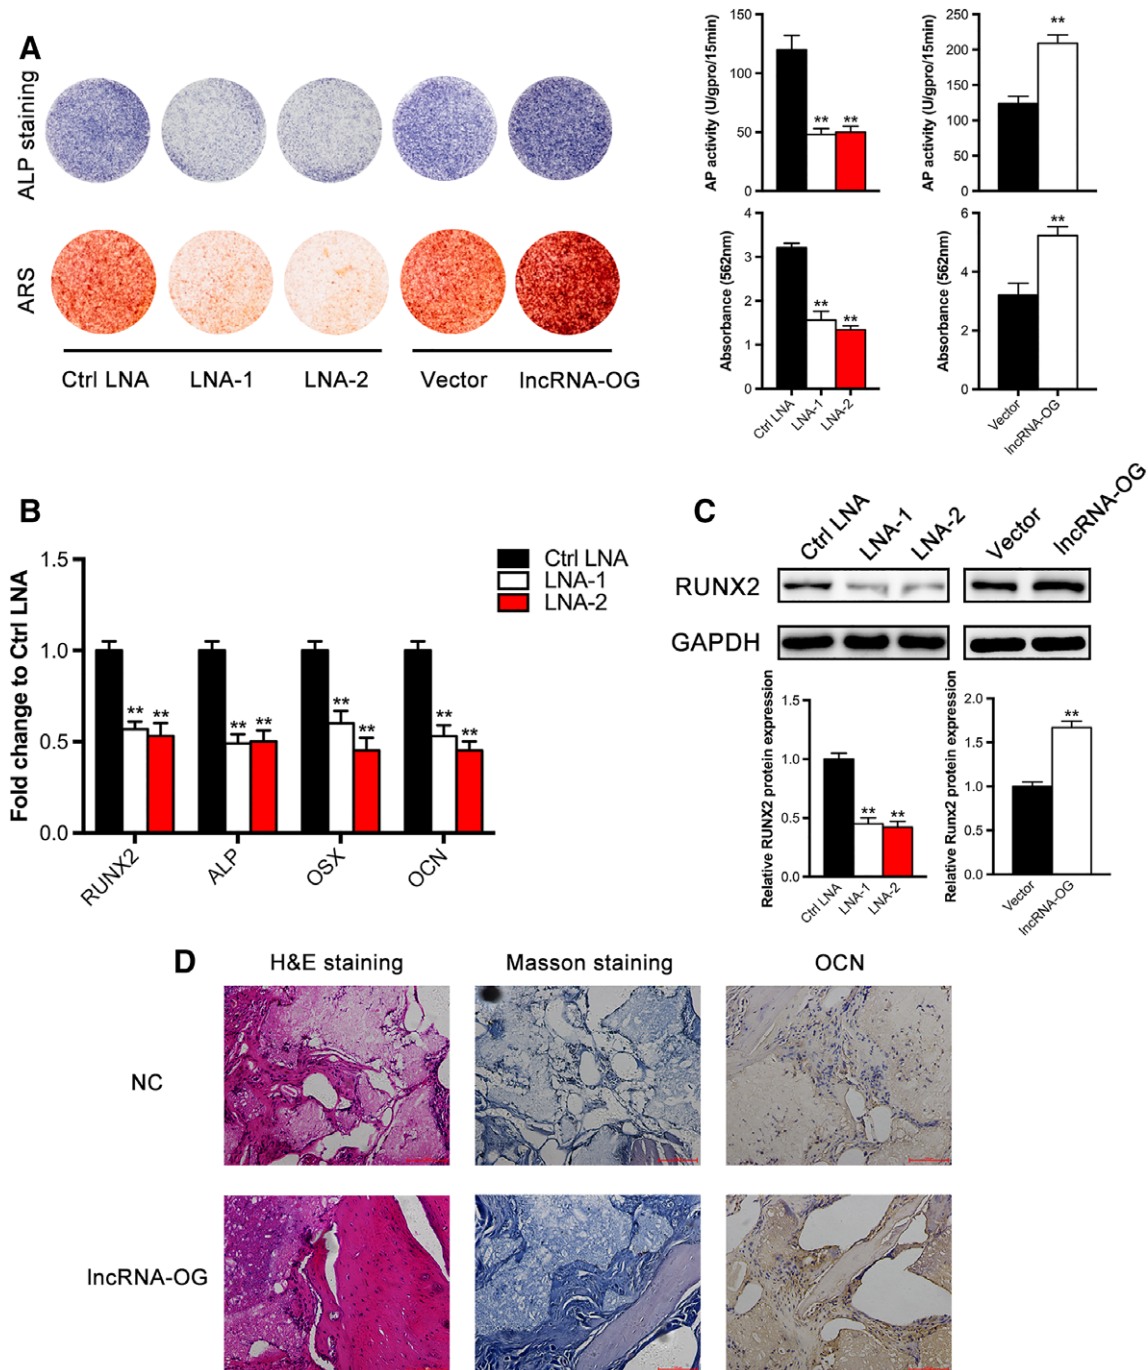 A
ALP staining
ARS
Ctrl LNA
LNA-1
LNA-2
Vector
lncRNA-OG
AP activity (U/gpro/15min)
150
100
50
0
**
**
AP activity (U/gpro/15min)
250
200
150
100
50
0
**
Absorbance (562nm)
4
3
2
1
0
**
**
Ctrl LNA
LNA-1
LNA-2
Absorbance (562nm)
6
4
2
0
**
Vector
lncRNA-OG
B
Fold change to Ctrl LNA
1.5
1.0
0.5
0.0
** **
** **
** **
** **
RUNX2
ALP
OSX
OCN
Ctrl LNA
LNA-1
LNA-2
C
Ctrl LNA
LNA-1
LNA-2
Vector
lncRNA-OG
RUNX2
GAPDH
Relative RUNX2 protein expression
1.5
1.0
0.5
0.0
**
**
Ctrl LNA
LNA-1
LNA-2
Relative Runx2 protein expression
2.0
1.5
1.0
0.5
0.0
**
Vector
lncRNA-OG
D
H&E staining
Masson staining
OCN
NC
lncRNA-OG